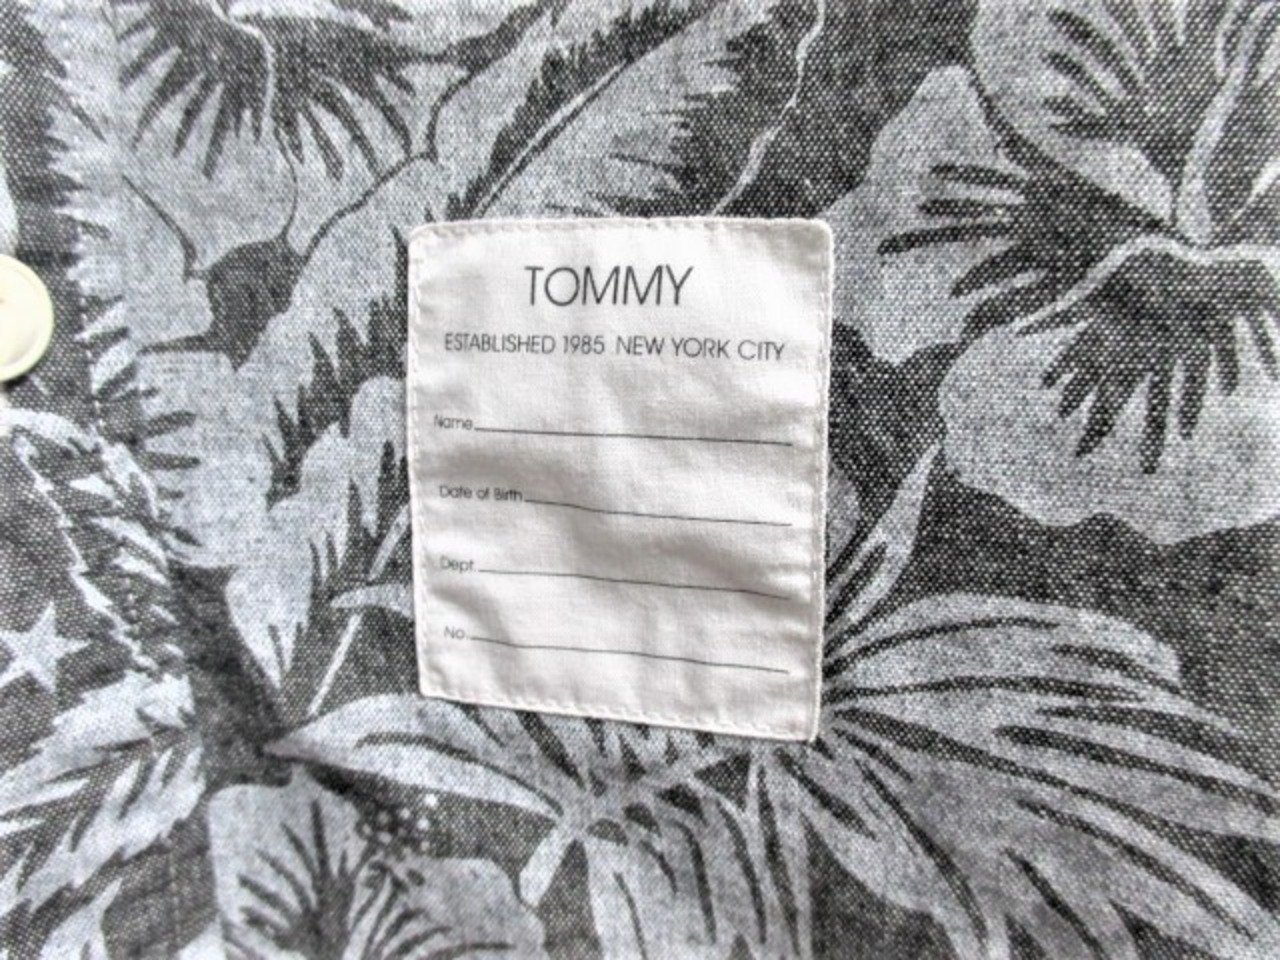 TOMMY
ESTABLISHED 1985 NEW YORK CITY
Name
Date of Birth
Dept.
No.